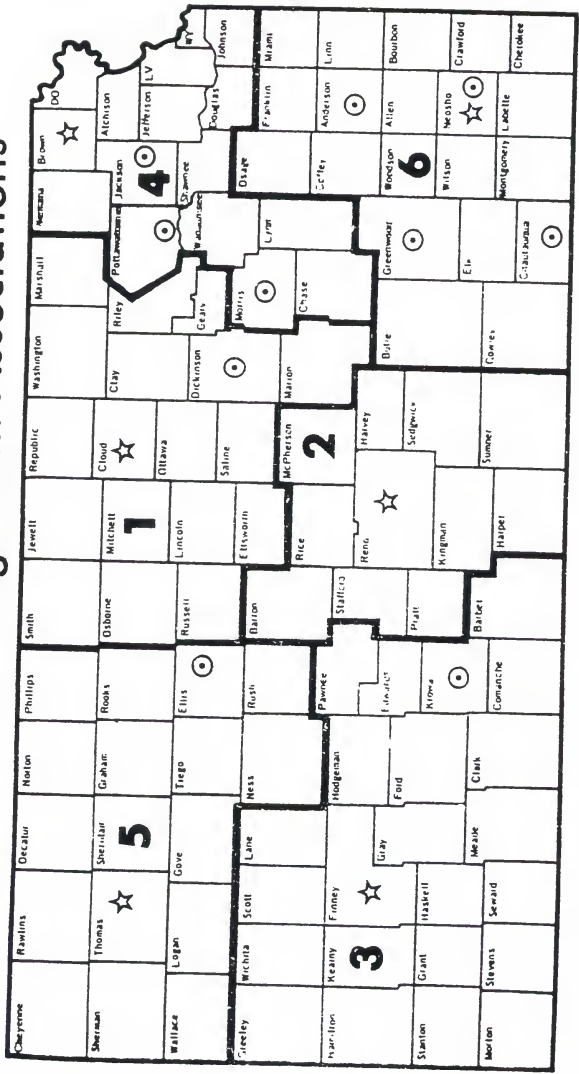 Cheyenne
Rawlins
Decatur
Norton
Phillips
Smith
Jewell
Republic
Washington
Marshall
Nemaha
Brown
DO
Sherman
Thomas
Sheridan
Graham
Rooks
Osborne
Mitchell
Cloud
Clay
Riley
Pottawatomie
Jackson
Atchison
Jefferson
LV
WY
5
1
4
Wallace
Logan
Gove
Trego
Ellis
Russell
Lincoln
Ottawa
Dickinson
Geary
Wabaunsee
Shawnee
Douglas
Johnson
Ellsworth
Saline
Morris
Osage
Franklin
Miami
Greeley
Wichita
Scott
Lane
Ness
Rush
Barton
Rice
McPherson
Marion
Chase
Lyon
Coffey
Anderson
Linn
2
Hamilton
Kearny
Finney
Hodgeman
Pawnee
Stafford
Reno
Harvey
Butler
Greenwood
Woodson
Allen
Bourbon
3
6
Gray
Ford
Edwards
Stanton
Grant
Haskell
Kiowa
Pratt
Kingman
Sedgwick
Elk
Wilson
Neosho
Crawford
Morton
Stevens
Seward
Meade
Clark
Comanche
Barber
Harper
Sumner
Cowley
Chautauqua
Montgomery
Labette
Cherokee